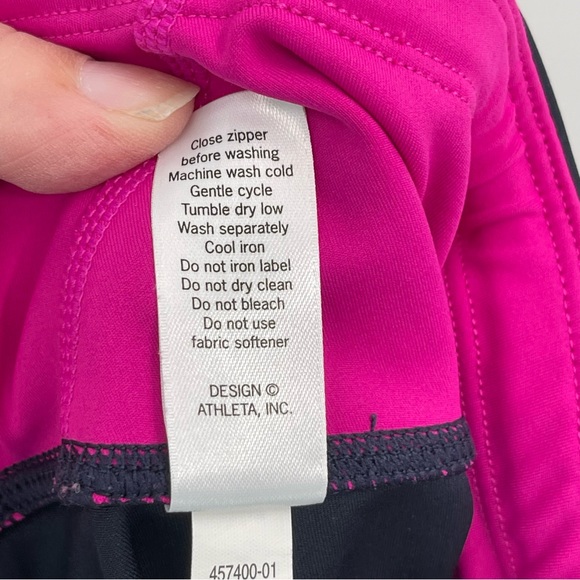 Close zipper
before washing
Machine wash cold
Gentle cycle
Tumble dry low
Wash separately
Cool iron
Do not iron label
Do not dry clean
Do not bleach
Do not use
fabric softener
DESIGN ©
ATHLETA, INC.
457400-01